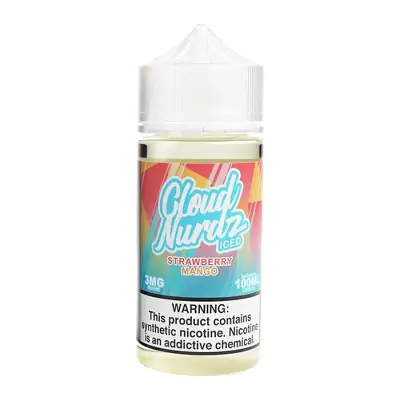 Cloud
Nurdz
ICED
STRAWBERRY
MANGO
3MG
100ML
WARNING:
This product contains
synthetic nicotine. Nicotine
is an addictive chemical.